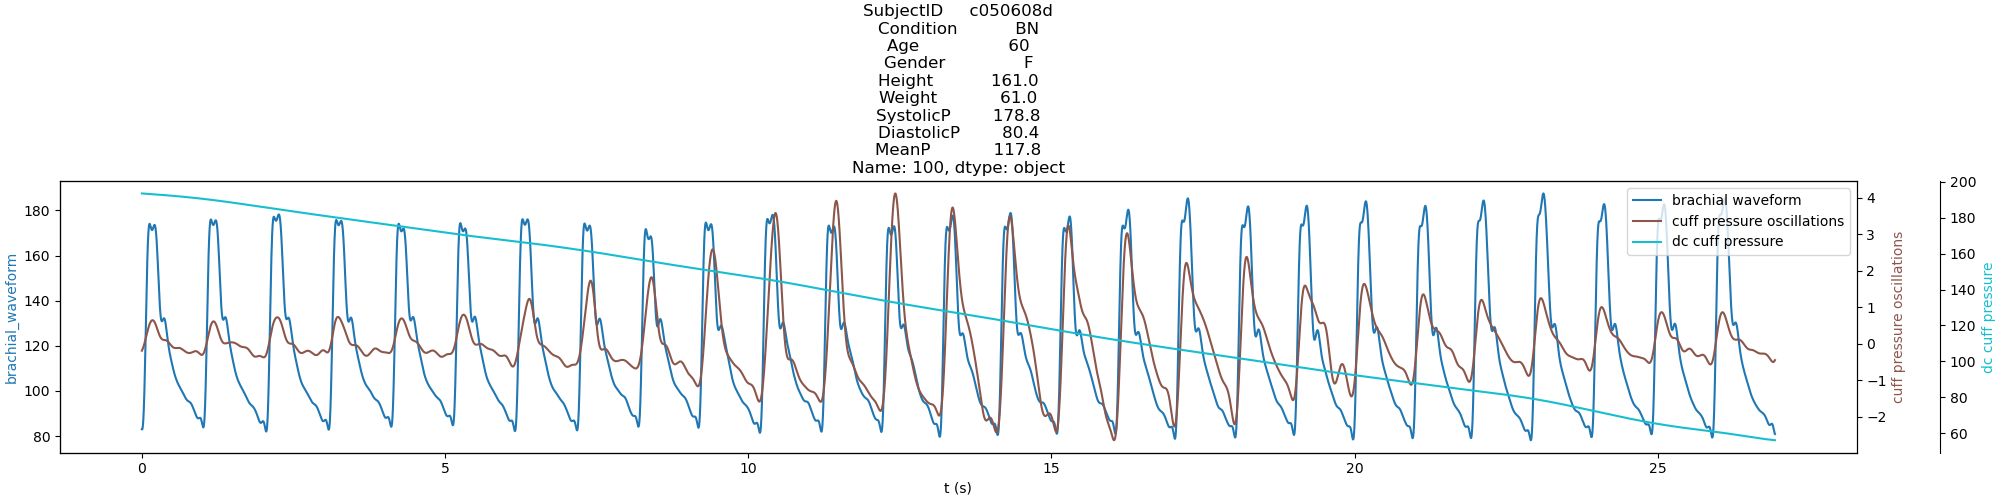 SubjectID c050608d
Condition BN
Age 60
Gender F
Height 161.0
Weight 61.0
SystolicP 178.8
DiastolicP 80.4
MeanP 117.8
Name: 100, dtype: object
brachial_waveform
180
160
140
120
100
80
0 5 10 15 20 25
t (s)
brachial waveform
cuff pressure oscillations
dc cuff pressure
4
3
2
1
0
−1
−2
cuff pressure oscillations
200
180
160
140
120
100
80
60
dc cuff pressure